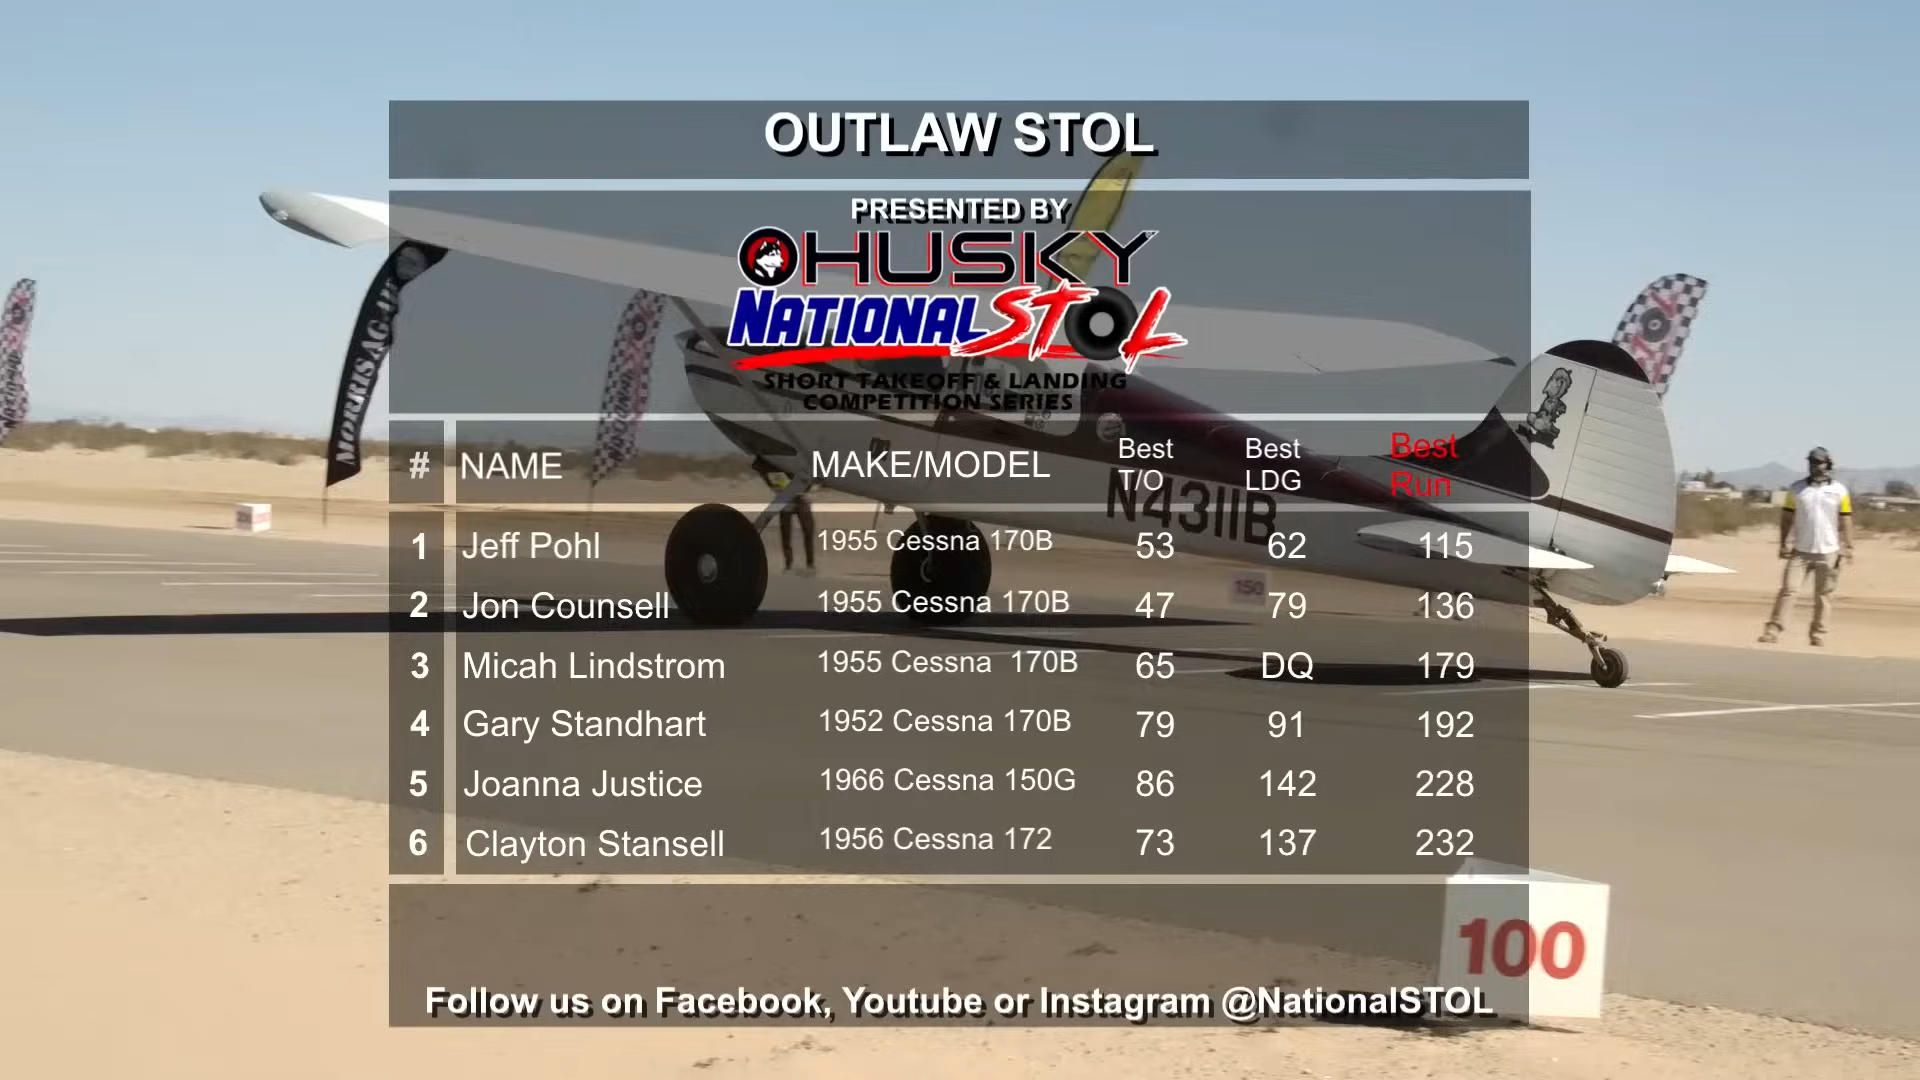 OUTLAW STOL
PRESENTED BY
HUSKY
NATIONAL STOL
SHORT TAKEOFF & LANDING
COMPETITION SERIES
# NAME MAKE/MODEL Best T/O Best LDG Best Run
1 Jeff Pohl 1955 Cessna 170B 53 62 115
2 Jon Counsell 1955 Cessna 170B 47 79 136
3 Micah Lindstrom 1955 Cessna 170B 65 DQ 179
4 Gary Standhart 1952 Cessna 170B 79 91 192
5 Joanna Justice 1966 Cessna 150G 86 142 228
6 Clayton Stansell 1956 Cessna 172 73 137 232
Follow us on Facebook, Youtube or Instagram @NationalSTOL
N4311B
150
100